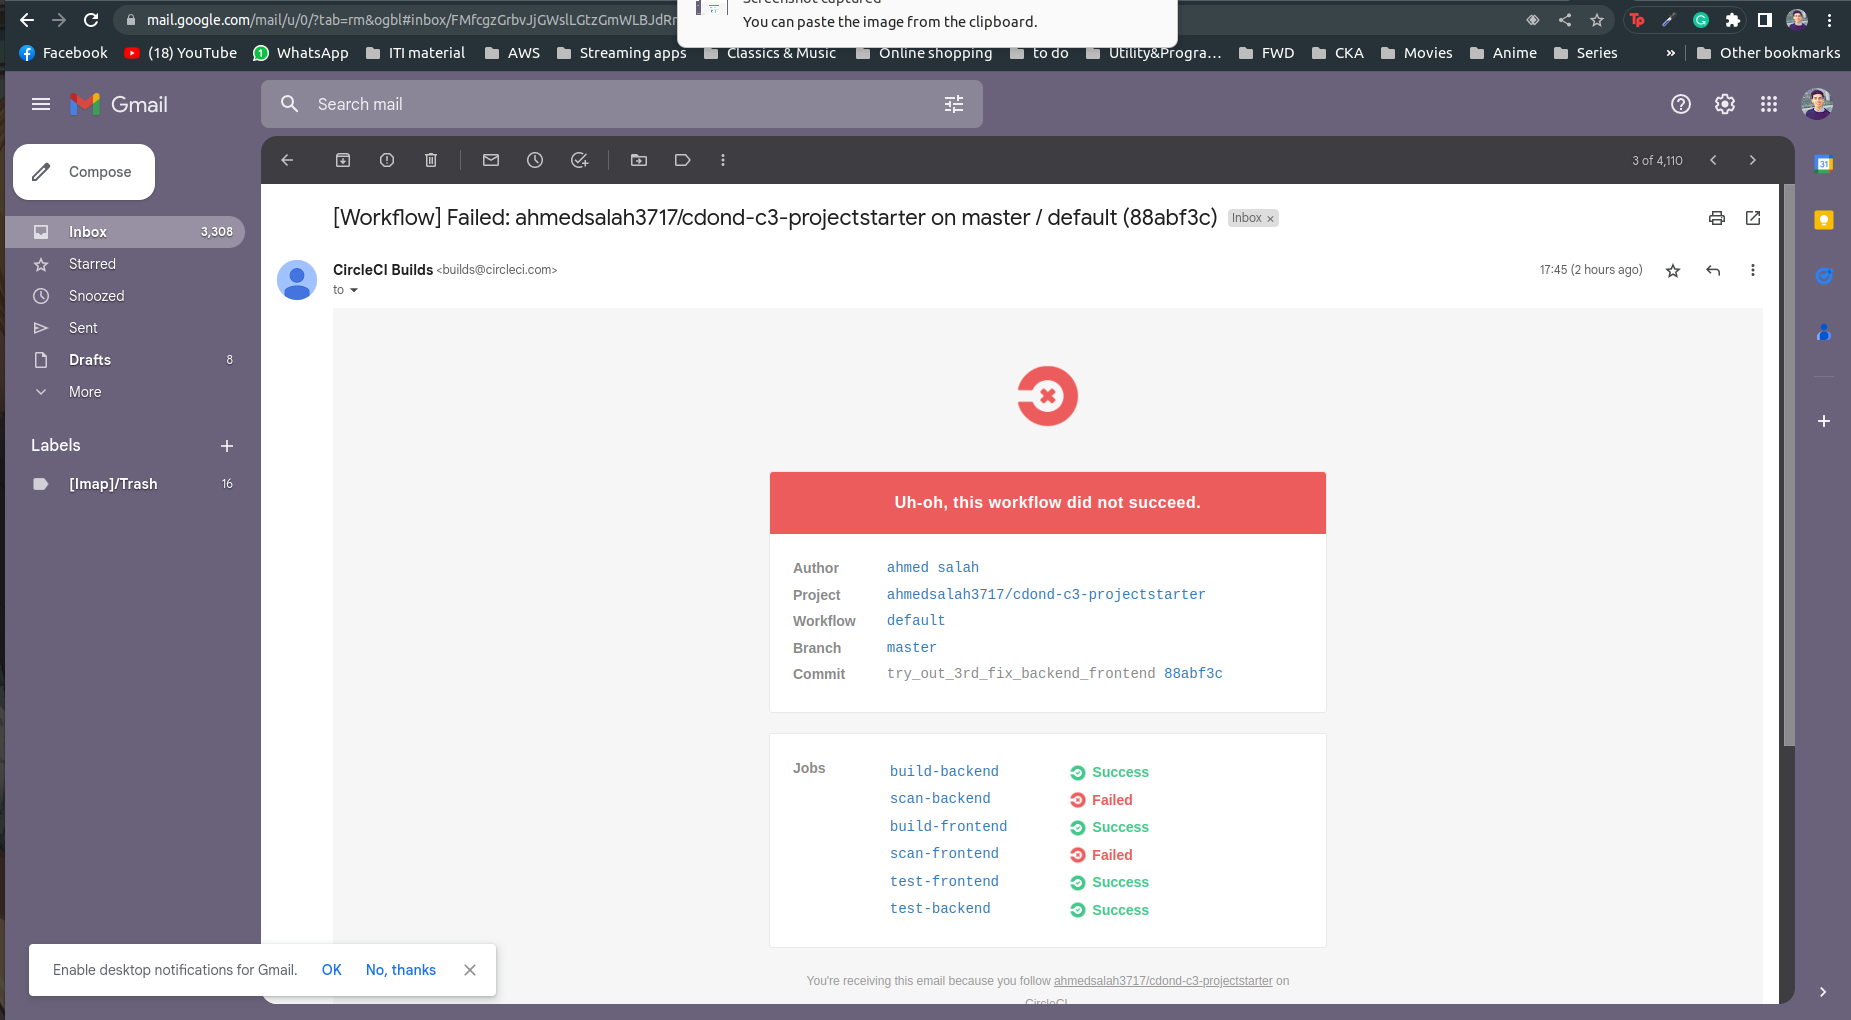 Screenshot captured
You can paste the image from the clipboard.
mail.google.com/mail/u/0/?tab=rm&ogbl#inbox/FMfcgzGrbvJjGWslLGtzGmWLBJdRr
Facebook (18) YouTube WhatsApp ITI material AWS Streaming apps Classics & Music Online shopping to do Utility&Progra... FWD CKA Movies Anime Series » Other bookmarks
Gmail
Search mail
Compose
3 of 4,110
Inbox 3,308
Starred
Snoozed
Sent
Drafts 8
More
Labels
[Imap]/Trash 16
[Workflow] Failed: ahmedsalah3717/cdond-c3-projectstarter on master / default (88abf3c) Inbox ×
CircleCI Builds <builds@circleci.com> 17:45 (2 hours ago)
to
Uh-oh, this workflow did not succeed.
Author ahmed salah
Project ahmedsalah3717/cdond-c3-projectstarter
Workflow default
Branch master
Commit try_out_3rd_fix_backend_frontend 88abf3c
Jobs build-backend Success
scan-backend Failed
build-frontend Success
scan-frontend Failed
test-frontend Success
test-backend Success
You're receiving this email because you follow ahmedsalah3717/cdond-c3-projectstarter on
CircleCI
Enable desktop notifications for Gmail. OK No, thanks